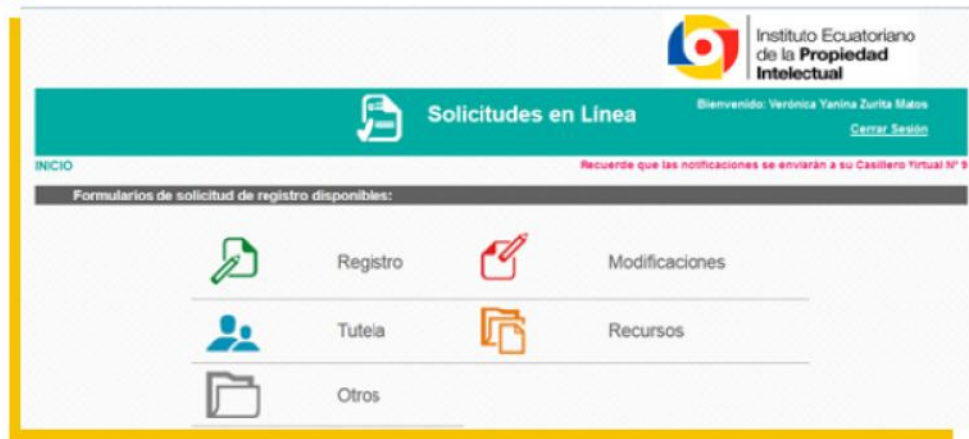 Instituto Ecuatoriano
de la Propiedad
Intelectual
Solicitudes en Línea
Bienvenido: Verónica Yanina Zurita Matos
Cerrar Sesión
INICIO
Recuerde que las notificaciones se enviarán a su Casillero Virtual N° 9
Formularios de solicitud de registro disponibles:
Registro
Modificaciones
Tutela
Recursos
Otros